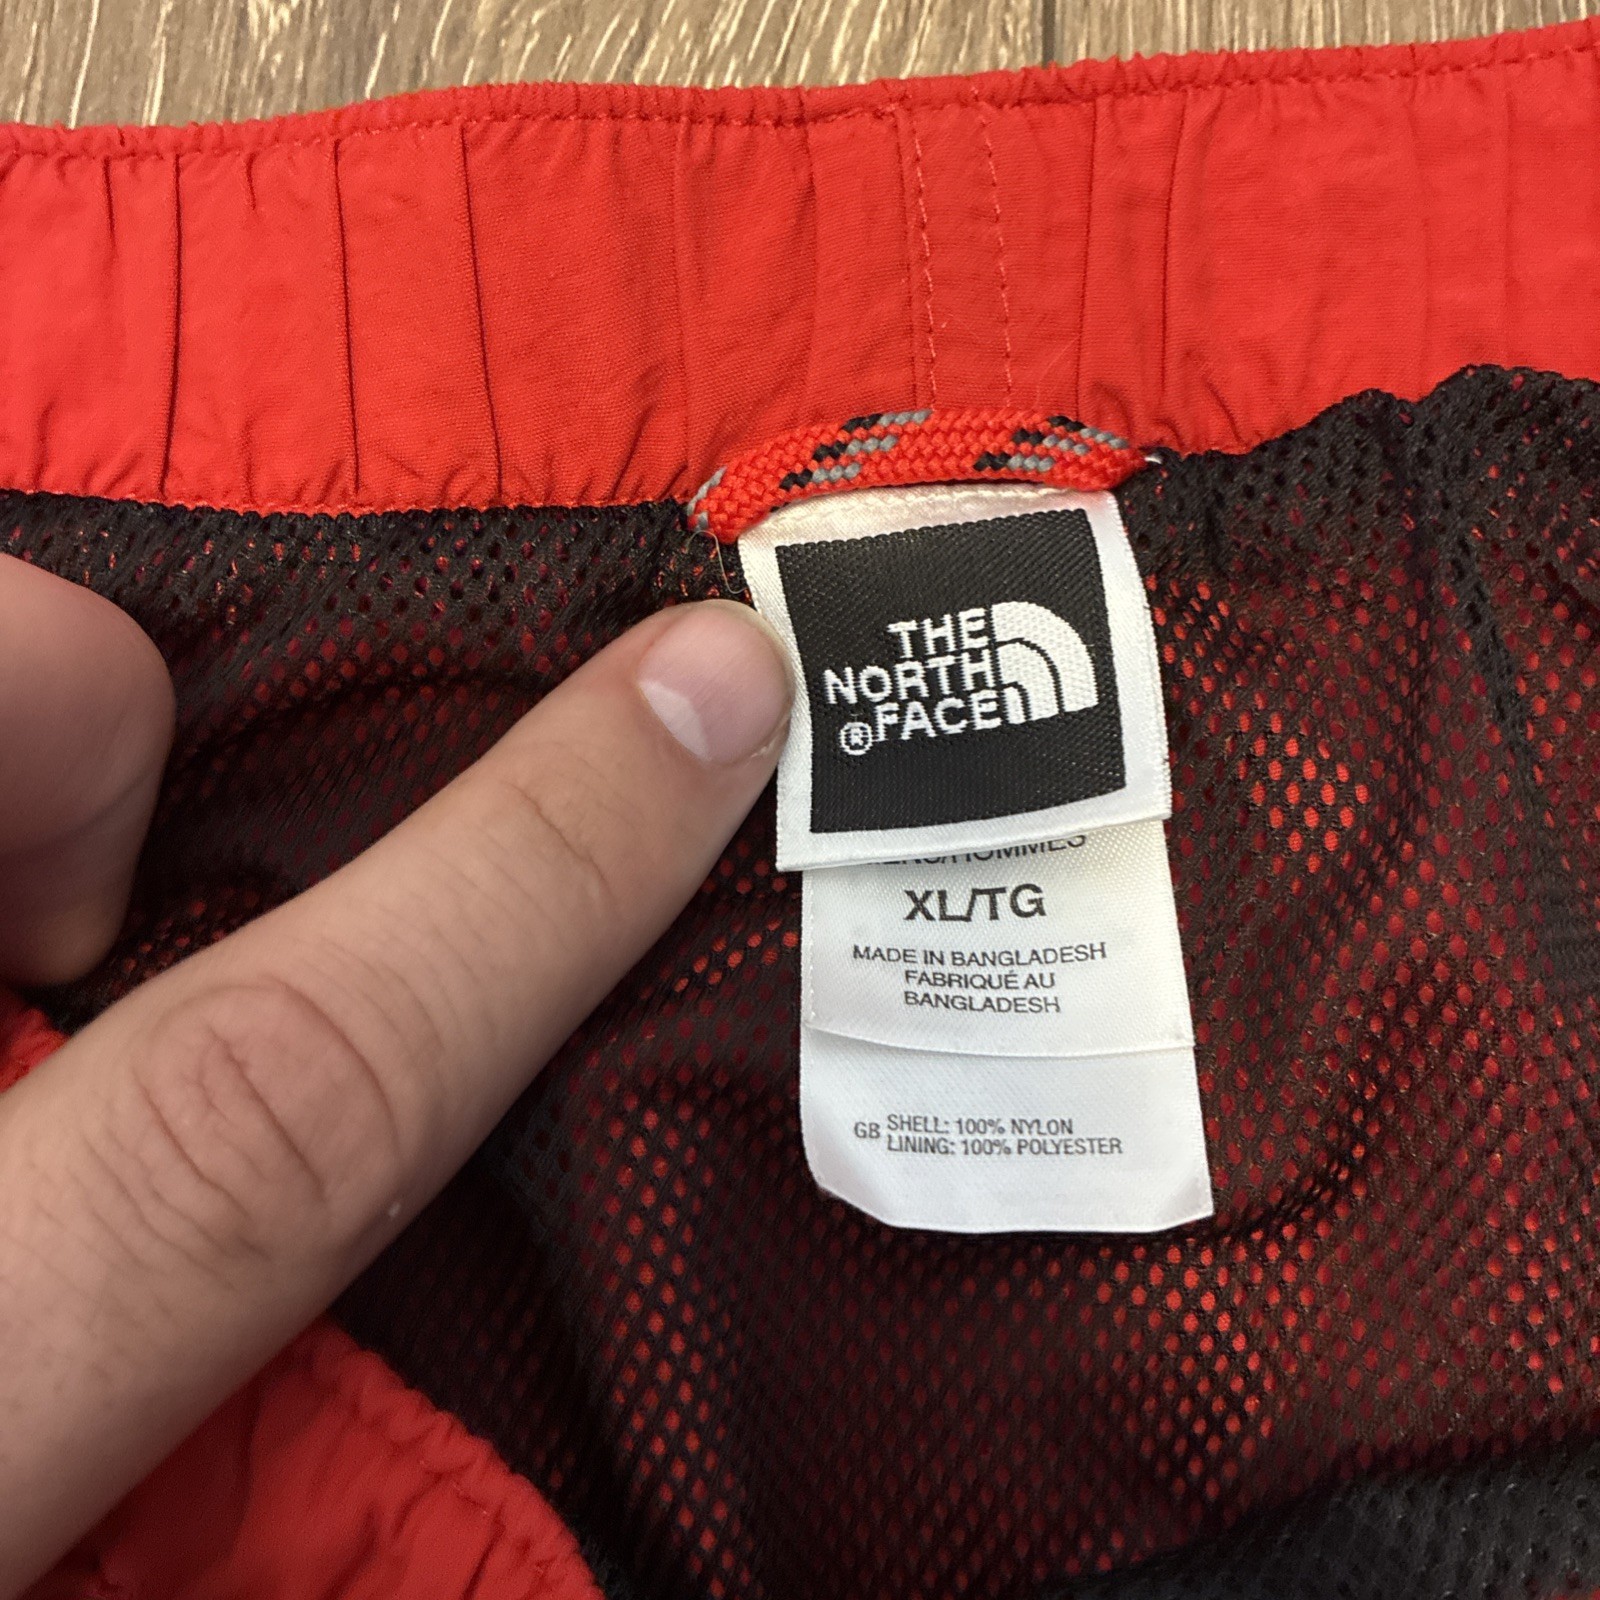 THE
NORTH
®FACE
XL/TG
MADE IN BANGLADESH
FABRIQUÉ AU
BANGLADESH
GB SHELL: 100% NYLON
LINING: 100% POLYESTER